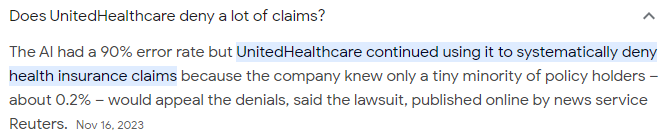 Does UnitedHealthcare deny a lot of claims?
The AI had a 90% error rate but UnitedHealthcare continued using it to systematically deny
health insurance claims because the company knew only a tiny minority of policy holders –
about 0.2% – would appeal the denials, said the lawsuit, published online by news service
Reuters. Nov 16, 2023